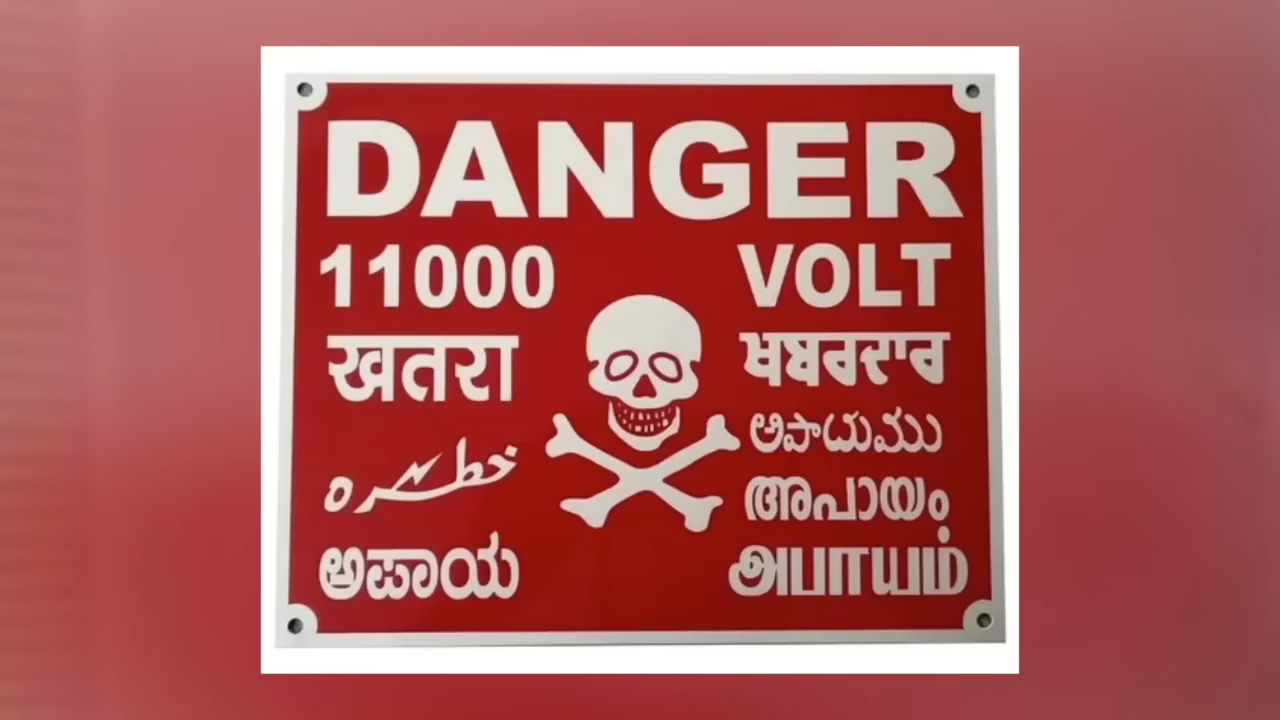 DANGER
11000 VOLT
खतरा ਖਬਰਦਾਰ
అపాయము
خطرہ അപായം
ಅಪಾಯ அபாயம்